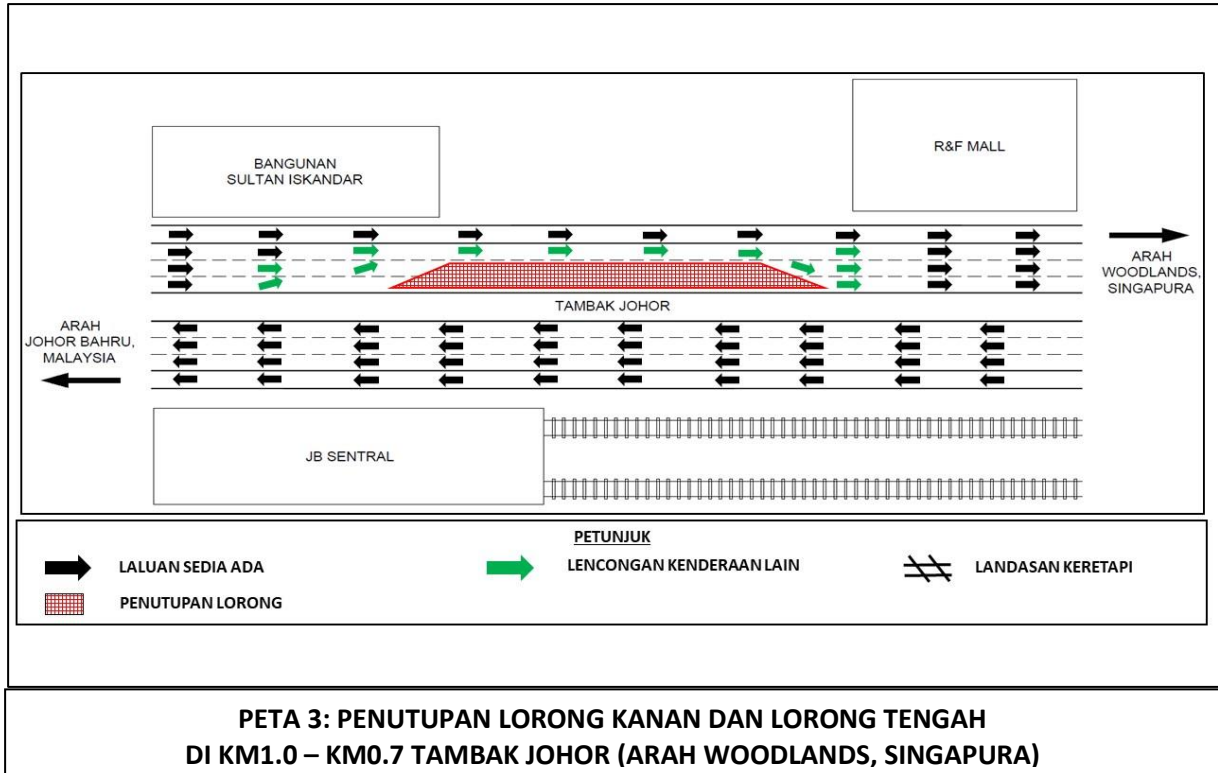 BANGUNAN
SULTAN ISKANDAR
R&F MALL
ARAH
WOODLANDS,
SINGAPURA
TAMBAK JOHOR
ARAH
JOHOR BAHRU,
MALAYSIA
JB SENTRAL
PETUNJUK
LALUAN SEDIA ADA
LENCONGAN KENDERAAN LAIN
LANDASAN KERETAPI
PENUTUPAN LORONG
PETA 3: PENUTUPAN LORONG KANAN DAN LORONG TENGAH
DI KM1.0 – KM0.7 TAMBAK JOHOR (ARAH WOODLANDS, SINGAPURA)